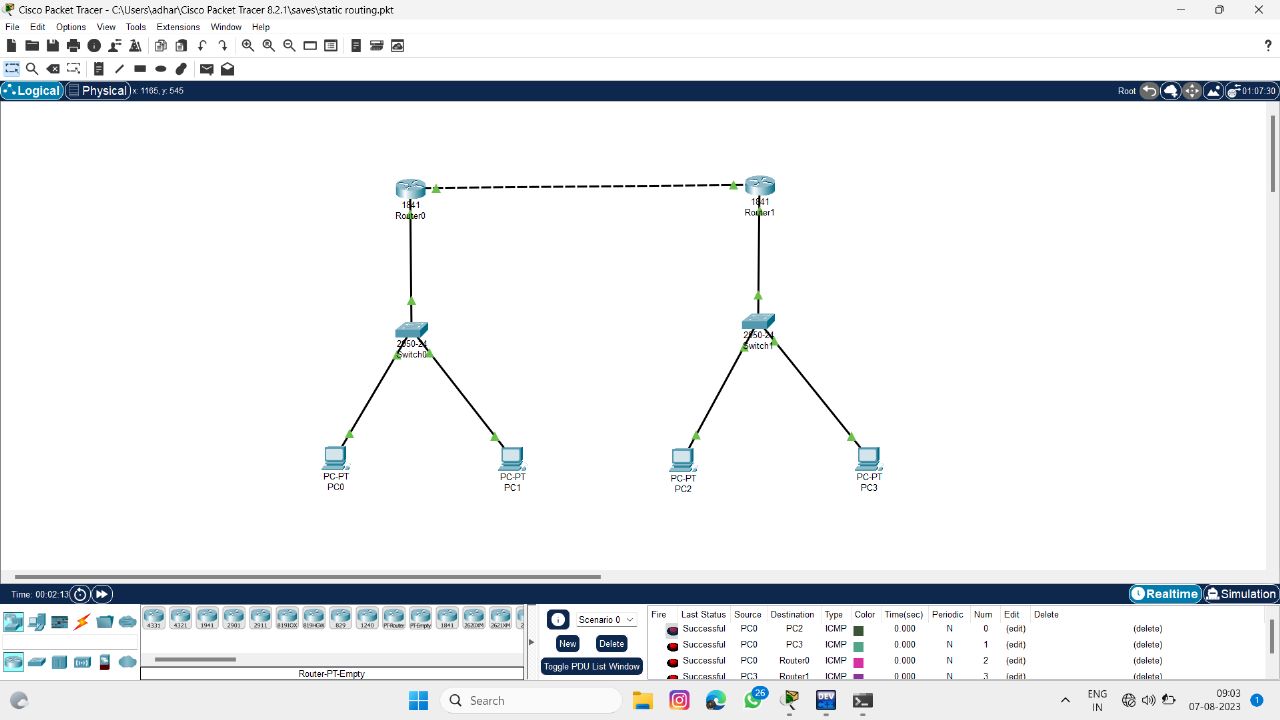 Cisco Packet Tracer - C:\Users\adhar\Cisco Packet Tracer 8.2.1\saves\static routing.pkt
File Edit Options View Tools Extensions Window Help
?
Logical Physical x: 1165, y: 545 Root 01:07:30
1841
Router0
1841
Router1
2950-24
Switch0
2950-24
Switch1
PC-PT
PC0
PC-PT
PC1
PC-PT
PC2
PC-PT
PC3
Time: 00:02:13 Realtime Simulation
4331 4321 1941 2901 2911 819IOX 819HGW 829 1240 PT-Router PT-Empty 1841 2620XM 2621XM
Router-PT-Empty
Scenario 0
New Delete
Toggle PDU List Window
Fire Last Status Source Destination Type Color Time(sec) Periodic Num Edit Delete
Successful PC0 PC2 ICMP 0.000 N 0 (edit) (delete)
Successful PC0 PC3 ICMP 0.000 N 1 (edit) (delete)
Successful PC0 Router0 ICMP 0.000 N 2 (edit) (delete)
Successful PC3 Router1 ICMP 0.000 N 3 (edit) (delete)
Search
26
DEV
ENG
IN
09:03
07-08-2023
1